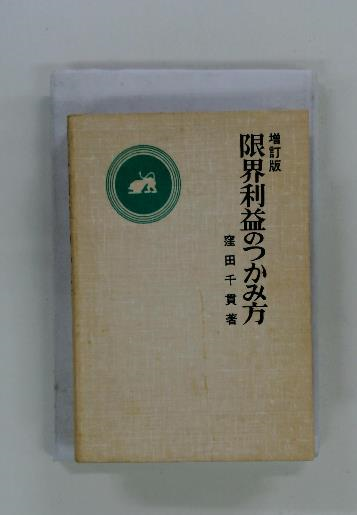 増訂版
限界利益のつかみ方
窪田千貫著